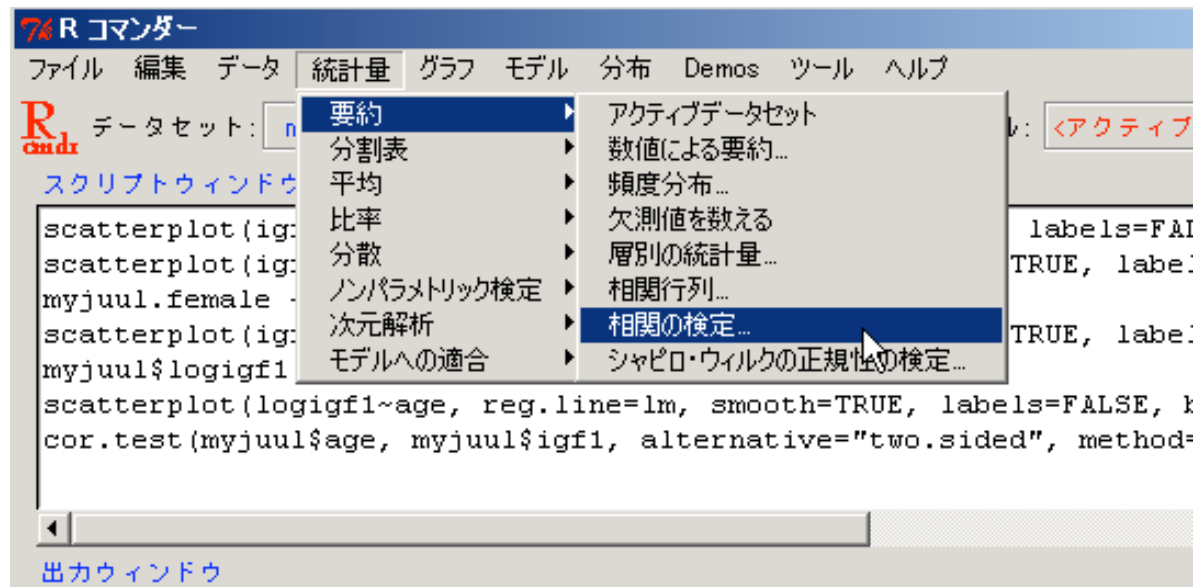 R コマンダー
ファイル 編集 データ 統計量 グラフ モデル 分布 Demos ツール ヘルプ
Rcmdr データセット: : <アクティブ
要約
分割表
平均
比率
分散
ノンパラメトリック検定
次元解析
モデルへの適合
アクティブデータセット
数値による要約...
頻度分布...
欠測値を数える
層別の統計量...
相関行列...
相関の検定...
シャピロ・ウィルクの正規性の検定...
スクリプトウィンドウ
scatterplot(ig labels=FAL
scatterplot(ig TRUE, label
myjuul.female
scatterplot(ig TRUE, label
myjuul$logigf1
scatterplot(logigf1~age, reg.line=lm, smooth=TRUE, labels=FALSE,
cor.test(myjuul$age, myjuul$igf1, alternative="two.sided", method=
出力ウィンドウ